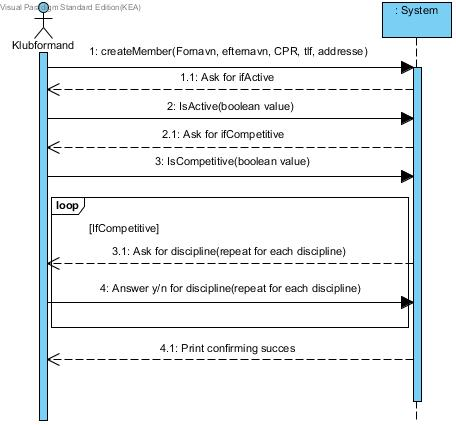 Visual Paradigm Standard Edition(KEA)
: System
Klubformand
1: createMember(Fornavn, efternavn, CPR, tlf, addresse)
1.1: Ask for ifActive
2: IsActive(boolean value)
2.1: Ask for ifCompetitive
3: IsCompetitive(boolean value)
loop
[IfCompetitive]
3.1: Ask for discipline(repeat for each discipline)
4: Answer y/n for discipline(repeat for each discipline)
4.1: Print confirming succes